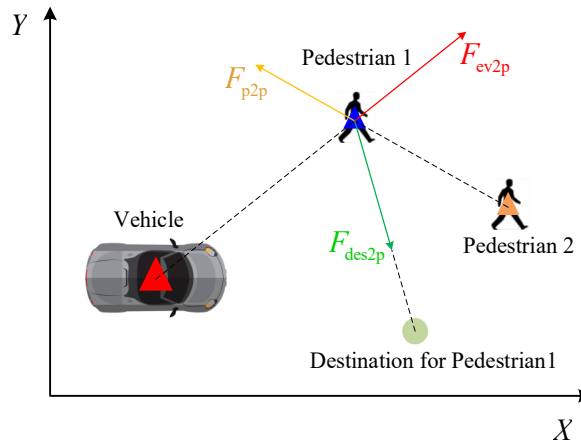 Y
Pedestrian 1
F_ev2p
F_p2p
Vehicle
F_des2p
Pedestrian 2
Destination for Pedestrian1
X